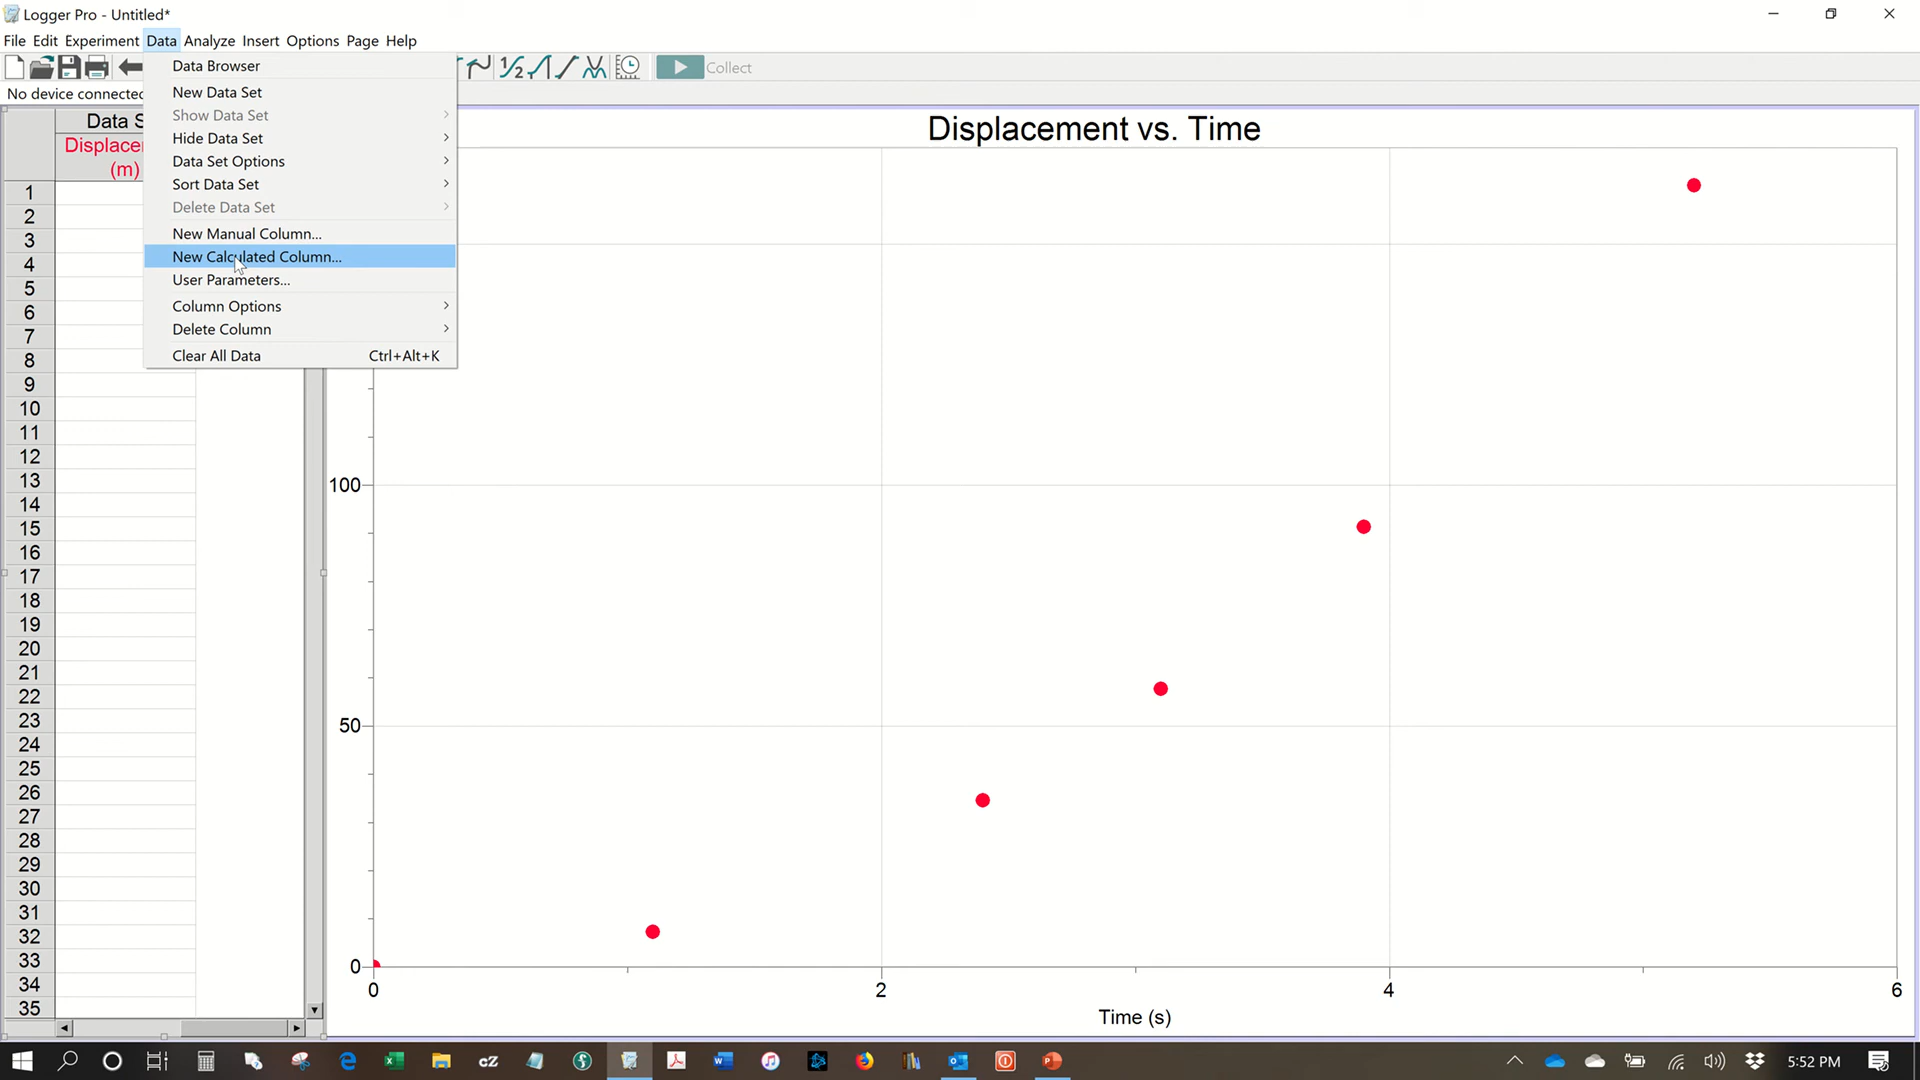 Logger Pro - Untitled*
File Edit Experiment Data Analyze Insert Options Page Help
Collect
No device connected
Data Browser
New Data Set
Show Data Set
Hide Data Set
Data Set Options
Sort Data Set
Delete Data Set
New Manual Column...
New Calculated Column...
User Parameters...
Column Options
Delete Column
Clear All Data Ctrl+Alt+K
Data S
Displace
(m)
1
2
3
4
5
6
7
8
9
10
11
12
13
14
15
16
17
18
19
20
21
22
23
24
25
26
27
28
29
30
31
32
33
34
35
Displacement vs. Time
100
50
0
0 2 4 6
Time (s)
5:52 PM